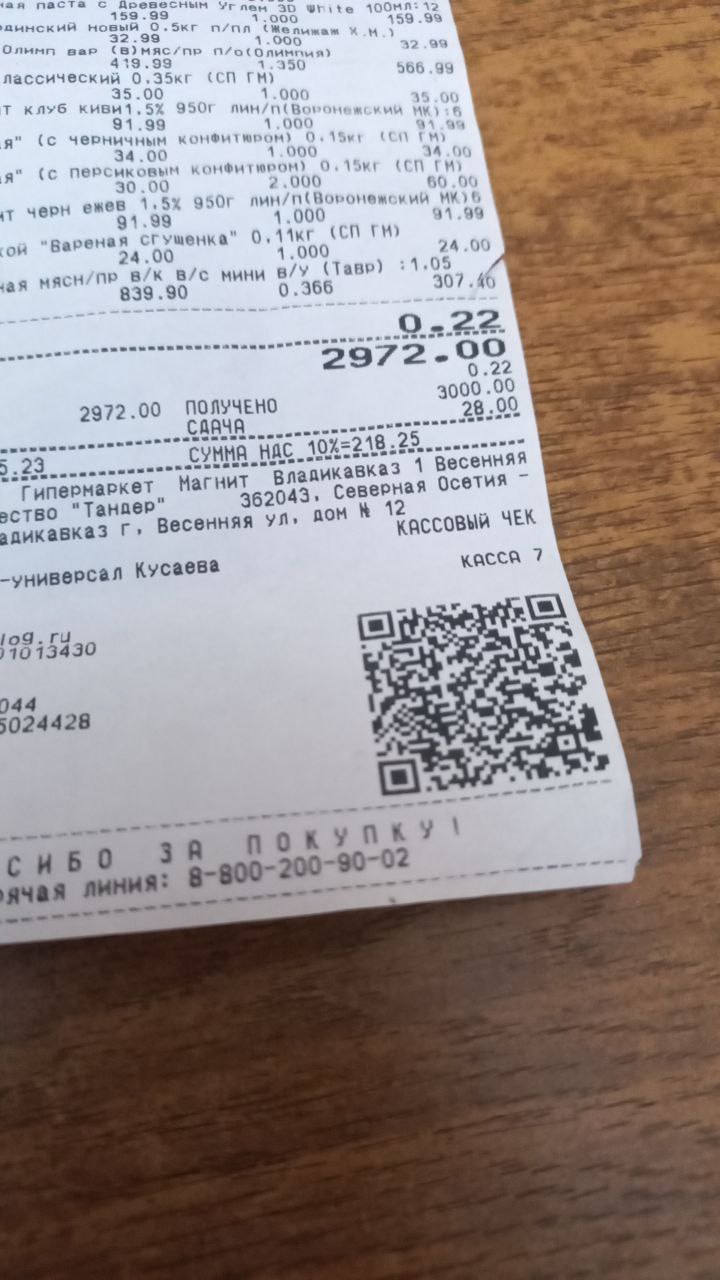 ная паста с Древесным Углем 3D White 100мл:12
159.99 1.000 159.99
динский новый 0.5кг п/пл (Желижам Х.М.)
32.99 1.000 32.99
Олимп вар (в)мяс/пр п/о(Олимпия)
419.99 1.350 566.99
лассический 0.35кг (СП ГМ)
35.00 1.000 35.00
т клуб киви1.5% 950г лин/п(Воронежский МК):6
91.99 1.000 91.99
я" (с черничным конфитюром) 0.15кг (СП ГМ)
34.00 1.000 34.00
я" (с персиковым конфитюром) 0.15кг (СП ГМ)
30.00 2.000 60.00
нт черн ежев 1.5% 950г лин/п(Воронежский МК)6
91.99 1.000 91.99
кой "Вареная сгушенка" 0.11кг (СП ГМ)
24.00 1.000 24.00
ная мясн/пр в/к в/с мини в/у (Тавр) :1.05
839.90 0.366 307.40
0.22
2972.00
0.22
2972.00 ПОЛУЧЕНО 3000.00
СДАЧА 28.00
5.23 СУММА НДС 10%=218.25
Гипермаркет Магнит Владикавказ 1 Весенняя
ество "Тандер" 362043, Северная Осетия -
адикавказ г, Весенняя ул, дом № 12
КАССОВЫЙ ЧЕК
-универсал Кусаева КАССА 7
log.ru
01013430
044
5024428
СИБО ЗА ПОКУПКУ!
рячая линия: 8-800-200-90-02